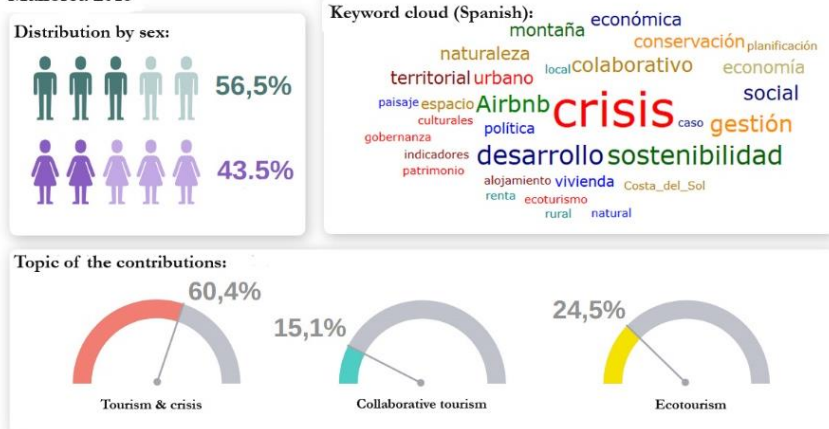 Distribution by sex:
56,5%
43.5%
Keyword cloud (Spanish):
económica
montaña
conservación planificación
naturaleza
local colaborativo economía
territorial urbano
social
paisaje espacio Airbnb crisis caso gestión
culturales
política
gobernanza
indicadores desarrollo sostenibilidad
patrimonio
alojamiento vivienda Costa_del_Sol
renta ecoturismo
rural natural
Topic of the contributions:
60,4%
15,1%
24,5%
Tourism & crisis
Collaborative tourism
Ecotourism